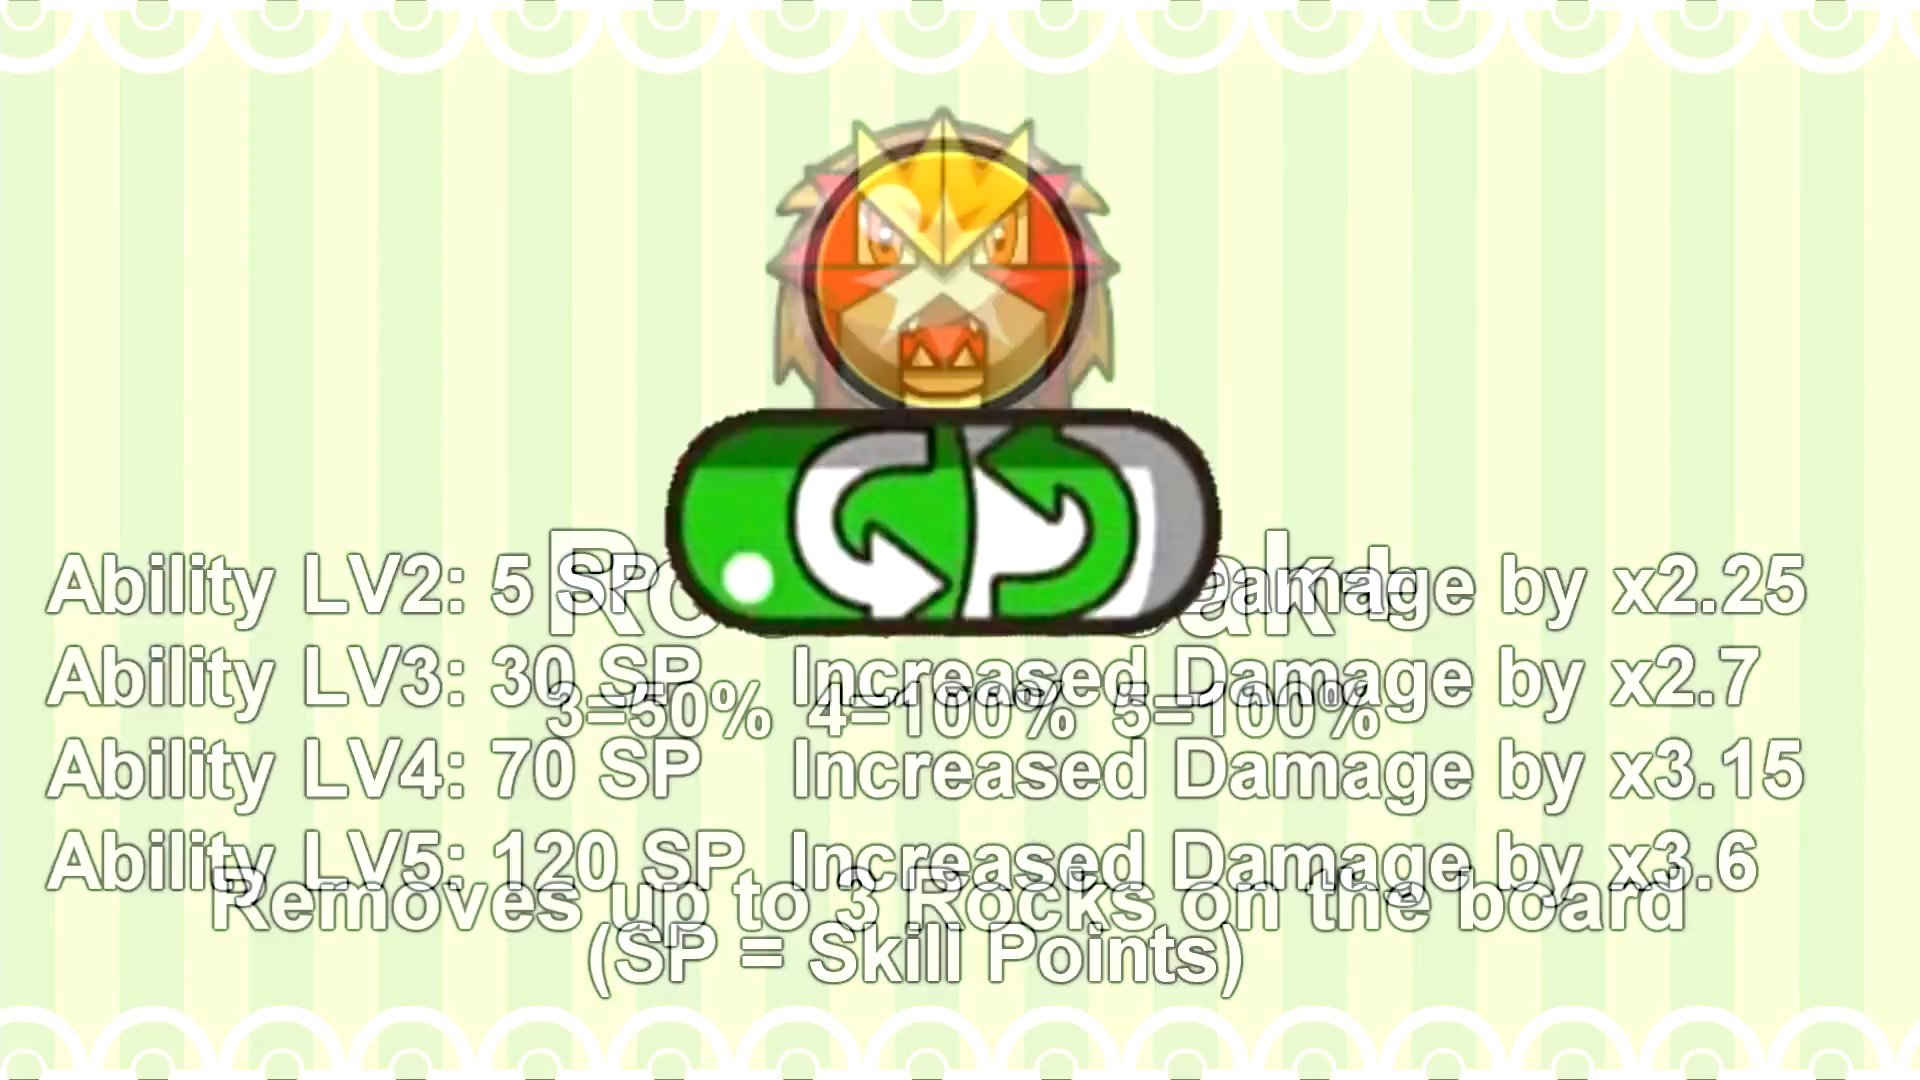 Ability LV2: 5 SP Damage by x2.25
Ability LV3: 30 SP Increased Damage by x2.7
3=50% 4=100% 5=100%
Ability LV4: 70 SP Increased Damage by x3.15
Ability LV5: 120 SP Increased Damage by x3.6
Removes up to 3 Rocks on the board
(SP = Skill Points)